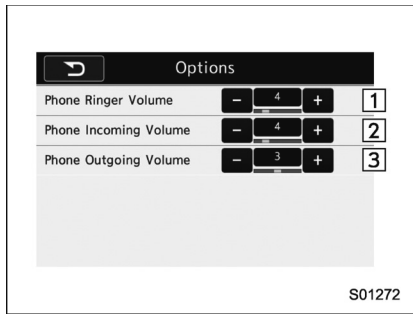 Options
Phone Ringer Volume - 4 + 1
Phone Incoming Volume - 4 + 2
Phone Outgoing Volume - 3 + 3
S01272